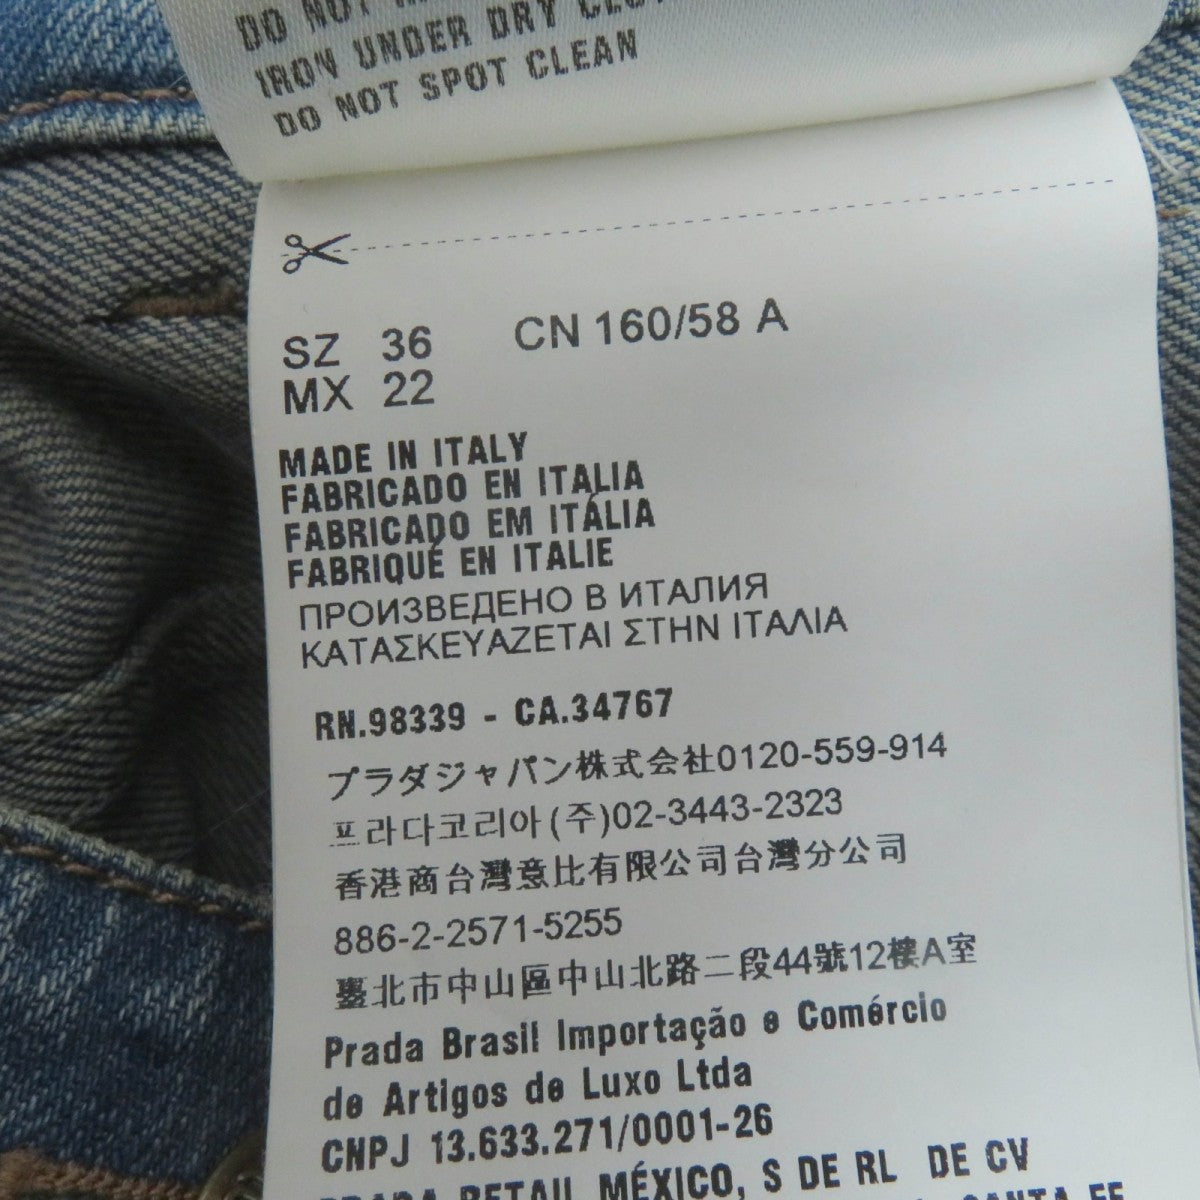 DO NOT
IRON UNDER DRY
DO NOT SPOT CLEAN
SZ 36 CN 160/58 A
MX 22
MADE IN ITALY
FABRICADO EN ITALIA
FABRICADO EM ITÁLIA
FABRIQUÉ EN ITALIE
ПРОИЗВЕДЕНО В ИТАЛИЯ
ΚΑΤΑΣΚΕΥΑΖΕΤΑΙ ΣΤΗΝ ΙΤΑΛΙΑ
RN.98339 - CA.34767
プラダジャパン株式会社0120-559-914
프라다코리아(주)02-3443-2323
香港商台灣意比有限公司台灣分公司
886-2-2571-5255
臺北市中山區中山北路二段44號12樓A室
Prada Brasil Importação e Comércio
de Artigos de Luxo Ltda
CNPJ 13.633.271/0001-26
PRADA RETAIL MÉXICO, S DE RL DE CV
SANTA FE